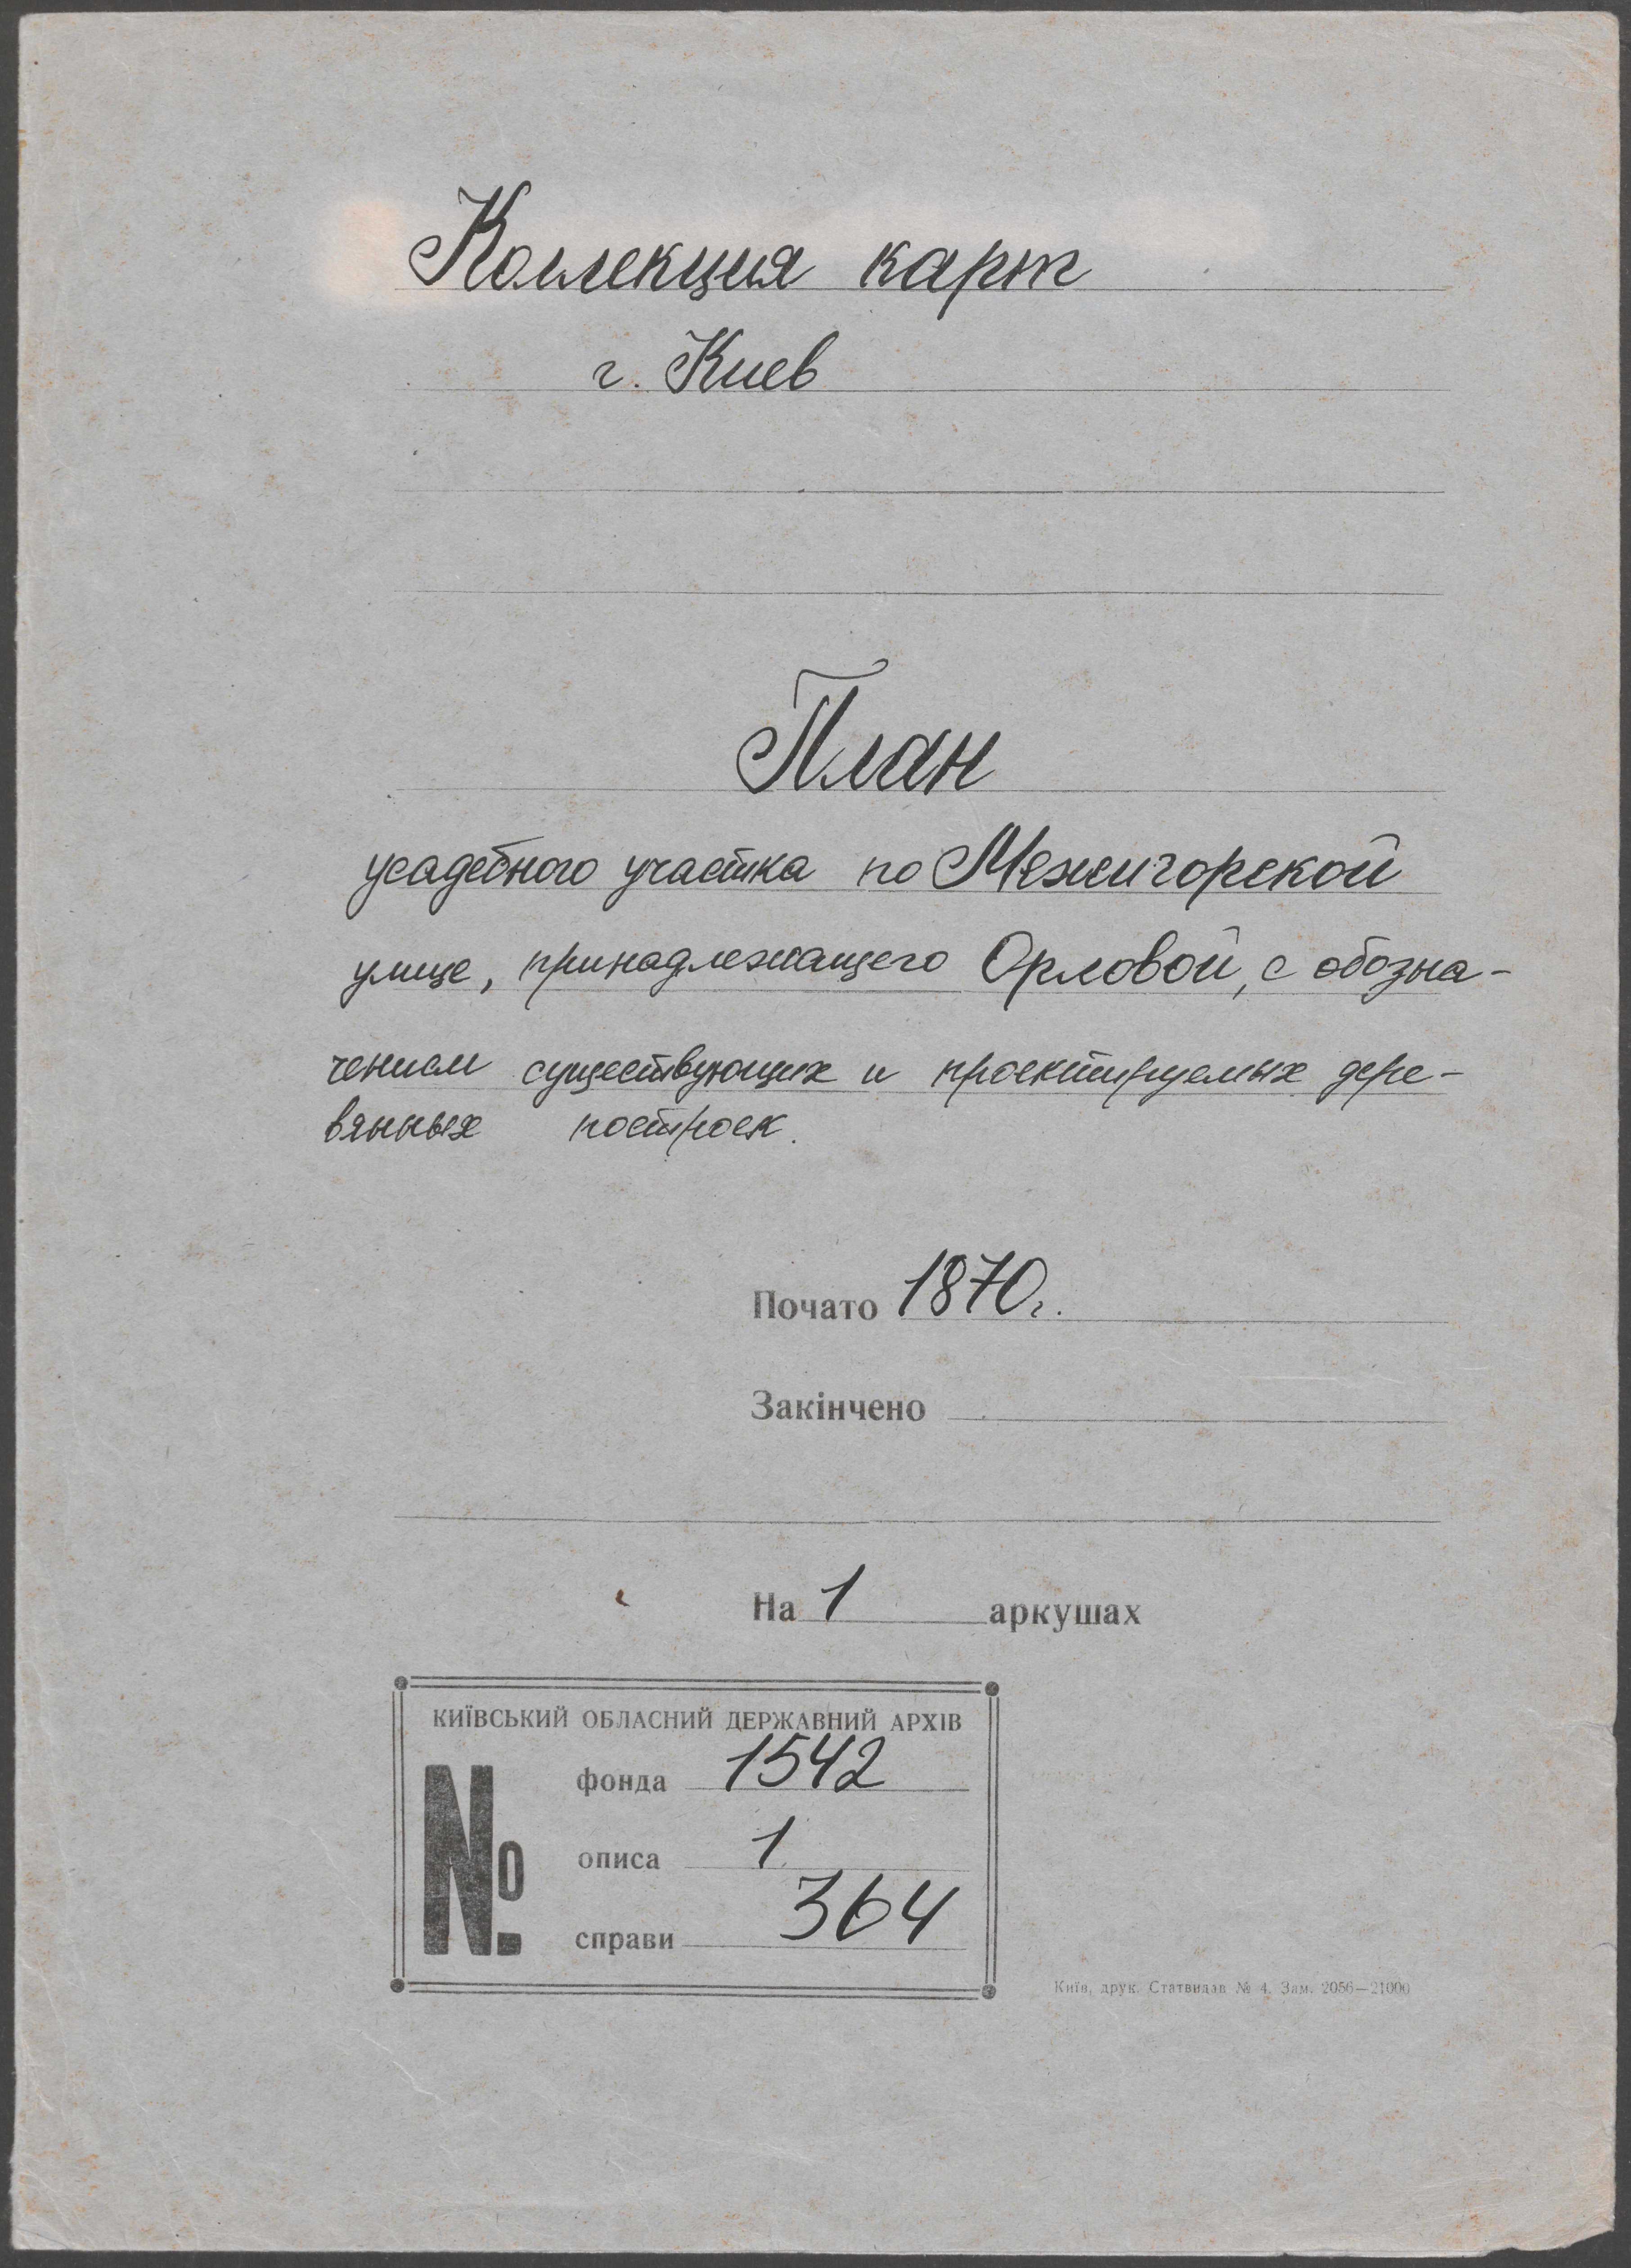 Коллекция карт
г. Киев
План
усадебного участка по Межигорской
улице, принадлежащего Орловой, с обозна-
чением существующих и проектируемых дере-
вянных построек.
Почато 1870г.
Закінчено
На 1 аркушах
КИЇВСЬКИЙ ОБЛАСНИЙ ДЕРЖАВНИЙ АРХІВ
№
фонда 1542
описа 1
справи 364
Київ, друк. Статвидав № 4. Зам. 2056—21000